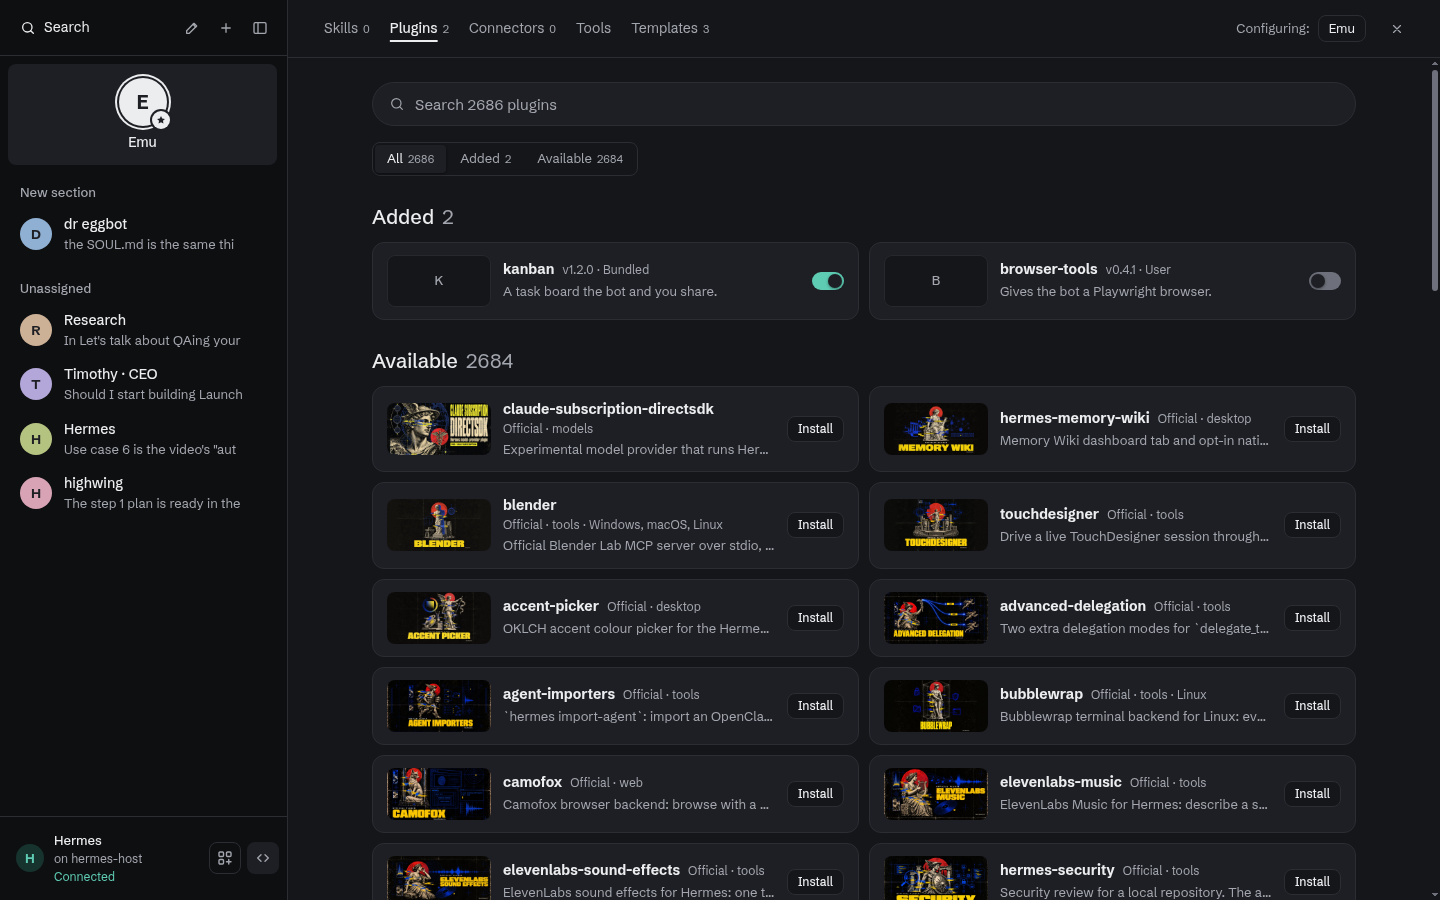 Search
Skills 0
Plugins 2
Connectors 0
Tools
Templates 3
Configuring:
Emu
E
Emu
New section
D
dr eggbot
the SOUL.md is the same thi
Unassigned
R
Research
In Let's talk about QAing your
T
Timothy · CEO
Should I start building Launch
H
Hermes
Use case 6 is the video's "aut
H
highwing
The step 1 plan is ready in the
H
Hermes
on hermes-host
Connected
Search 2686 plugins
All 2686
Added 2
Available 2684
Added 2
K
kanban v1.2.0 · Bundled
A task board the bot and you share.
B
browser-tools v0.4.1 · User
Gives the bot a Playwright browser.
Available 2684
CLAUDE SUBSCRIPTION
DIRECTSDK
claude-subscription-directsdk
Official · models
Experimental model provider that runs Her...
Install
MEMORY WIKI
hermes-memory-wiki Official · desktop
Memory Wiki dashboard tab and opt-in nati...
Install
BLENDER
blender
Official · tools · Windows, macOS, Linux
Official Blender Lab MCP server over stdio, ...
Install
TOUCHDESIGNER
touchdesigner Official · tools
Drive a live TouchDesigner session through...
Install
ACCENT PICKER
accent-picker Official · desktop
OKLCH accent colour picker for the Herme...
Install
ADVANCED DELEGATION
advanced-delegation Official · tools
Two extra delegation modes for `delegate_t...
Install
AGENT IMPORTERS
agent-importers Official · tools
`hermes import-agent`: import an OpenCla...
Install
BUBBLEWRAP
bubblewrap Official · tools · Linux
Bubblewrap terminal backend for Linux: ev...
Install
CAMOFOX
camofox Official · web
Camofox browser backend: browse with a ...
Install
ELEVENLABS
MUSIC
elevenlabs-music Official · tools
ElevenLabs Music for Hermes: describe a s...
Install
ELEVENLABS
SOUND EFFECTS
elevenlabs-sound-effects Official · tools
ElevenLabs sound effects for Hermes: one t...
Install
SECURITY
hermes-security Official · tools
Security review for a local repository. The a...
Install